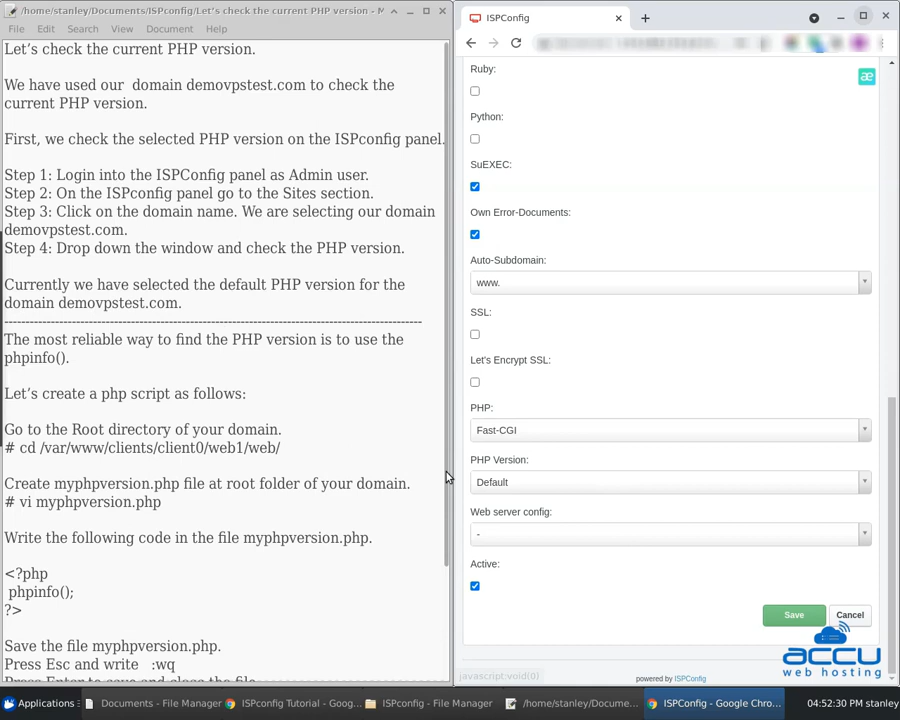 /home/stanley/Documents/ISPconfig/Let's check the current PHP version - M
File Edit Search View Document Help
Let's check the current PHP version.
We have used our  domain demovpstest.com to check the
current PHP version.
First, we check the selected PHP version on the ISPconfig panel.
Step 1: Login into the ISPConfig panel as Admin user.
Step 2: On the ISPconfig panel go to the Sites section.
Step 3: Click on the domain name. We are selecting our domain
demovpstest.com.
Step 4: Drop down the window and check the PHP version.
Currently we have selected the default PHP version for the
domain demovpstest.com.
----------------------------------------------------------------------------------------------------
The most reliable way to find the PHP version is to use the
phpinfo().
Let's create a php script as follows:
Go to the Root directory of your domain.
# cd /var/www/clients/client0/web1/web/
Create myphpversion.php file at root folder of your domain.
# vi myphpversion.php
Write the following code in the file myphpversion.php.
<?php
phpinfo();
?>
Save the file myphpversion.php.
Press Esc and write   :wq
Press Enter to save and close the file
ISPConfig
Ruby:
æ
Python:
SuEXEC:
Own Error-Documents:
Auto-Subdomain:
www.
SSL:
Let's Encrypt SSL:
PHP:
Fast-CGI
PHP Version:
Default
Web server config:
-
Active:
Save Cancel
accu
web hosting
javascript:void(0)
powered by ISPConfig
Applications Documents - File Manager ISPConfig Tutorial - Goog... ISPConfig - File Manager /home/stanley/Docume... ISPConfig - Google Chro... 04:52:30 PM stanley